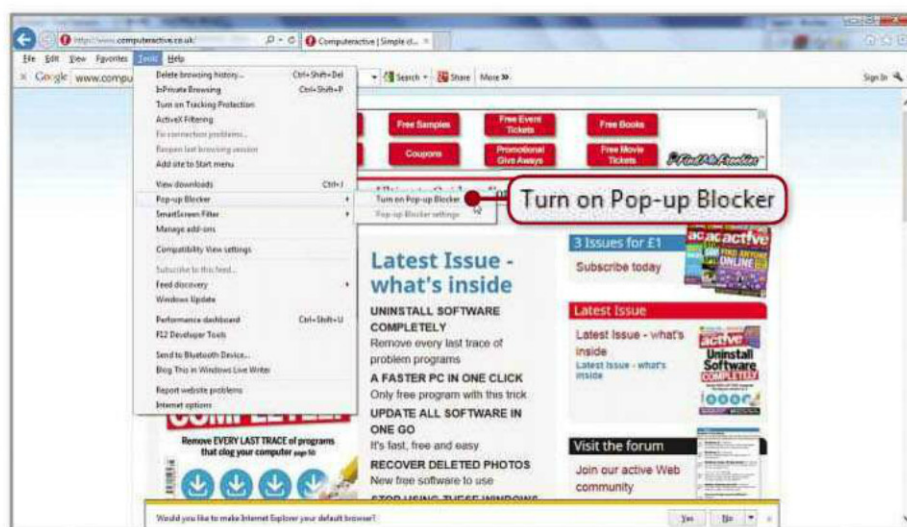 http://www.computeractive.co.uk/
Computeractive | Simple cl...
File Edit View Favorites Tools Help
Google www.compu
Search
Share
More »
Sign In
Delete browsing history... Ctrl+Shift+Del
InPrivate Browsing Ctrl+Shift+P
Turn on Tracking Protection
ActiveX Filtering
Fix connection problems...
Reopen last browsing session
Add site to Start menu
View downloads Ctrl+J
Pop-up Blocker
SmartScreen Filter
Manage add-ons
Compatibility View settings
Subscribe to this feed...
Feed discovery
Windows Update
Performance dashboard Ctrl+Shift+U
F12 Developer Tools
Send to Bluetooth Device...
Blog This in Windows Live Writer
Report website problems
Internet options
Turn on Pop-up Blocker
Pop-up Blocker settings
Turn on Pop-up Blocker
Free Samples
Free Event Tickets
Free Books
Coupons
Promotional Give Aways
Free Movie Tickets
Latest Issue -
what's inside
UNINSTALL SOFTWARE
COMPLETELY
Remove every last trace of
problem programs
A FASTER PC IN ONE CLICK
Only free program with this trick
UPDATE ALL SOFTWARE IN
ONE GO
It's fast, free and easy
RECOVER DELETED PHOTOS
New free software to use
STOP USING THESE WINDOWS
3 Issues for £1
Subscribe today
active
FIND ANYONE
ONLINE
Latest Issue
Latest Issue - what's
inside
Latest Issue - what's
inside
active
Uninstall
Software
COMPLETELY
Visit the forum
Join our active Web
community
COMPLETELY!
Remove EVERY LAST TRACE of programs
that clog your computer
Would you like to make Internet Explorer your default browser?
Yes
No